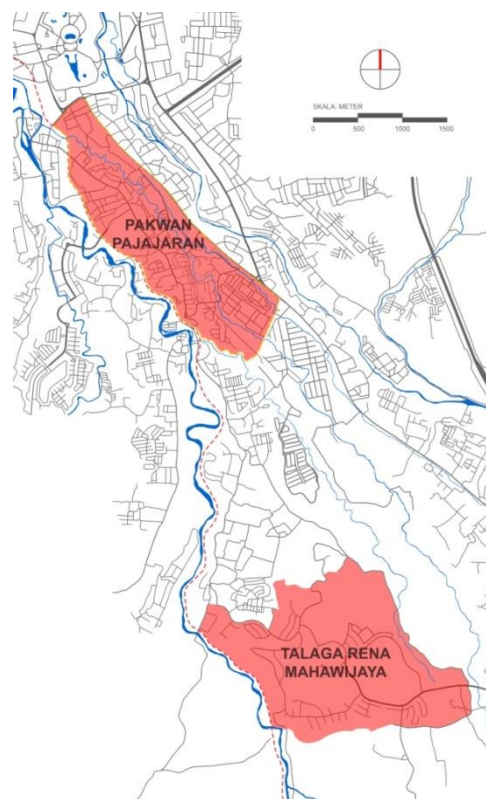 SKALA: METER
0 500 1000 1500
PAKWAN
PAJAJARAN
TALAGA RENA
MAHAWIJAYA